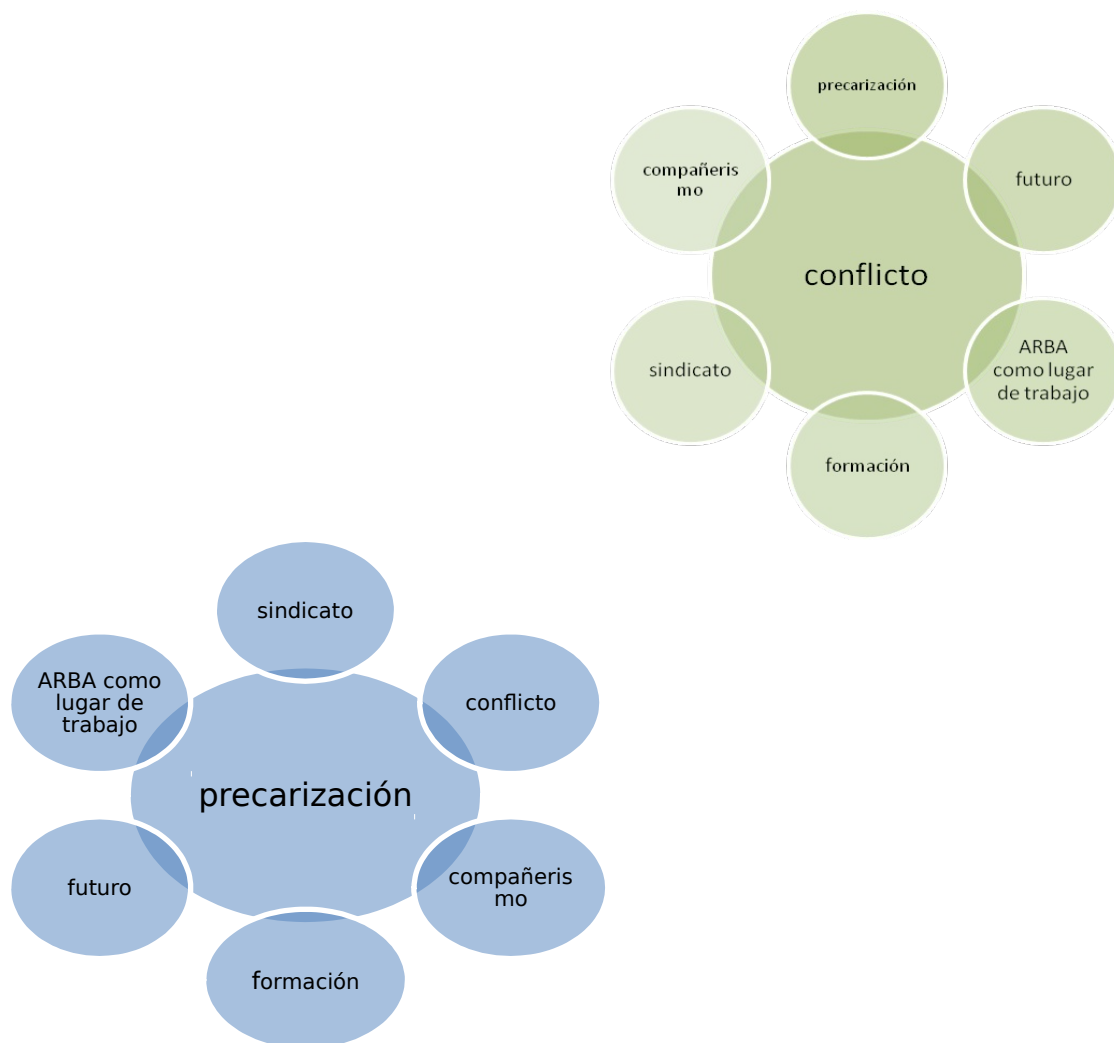 precarización
compañeris
mo
futuro
conflicto
sindicato
ARBA
como lugar
de trabajo
formación
sindicato
ARBA como
lugar de
trabajo
conflicto
precarización
futuro
compañeris
mo
formación